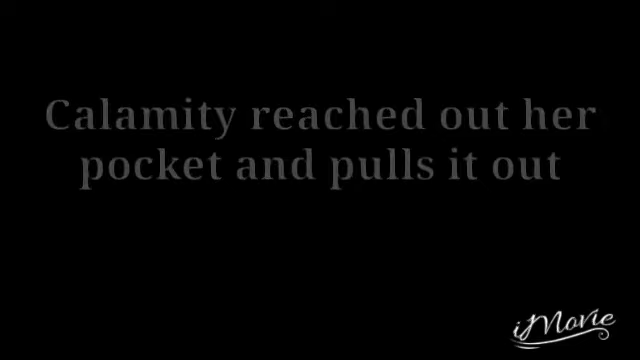 Calamity reached out her
pocket and pulls it out
iMovie